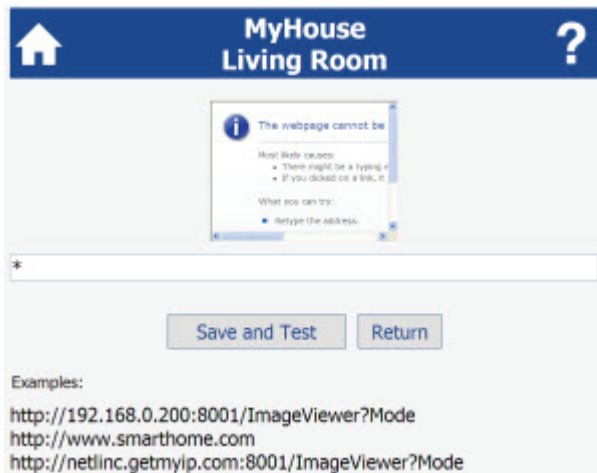 MyHouse
Living Room
?
i
The webpage cannot be
Most likely causes:
• There might be a typing e
• If you clicked on a link, it
What you can try:
• Retype the address.
*
Save and Test Return
Examples:
http://192.168.0.200:8001/ImageViewer?Mode
http://www.smarthome.com
http://netlinc.getmyip.com:8001/ImageViewer?Mode